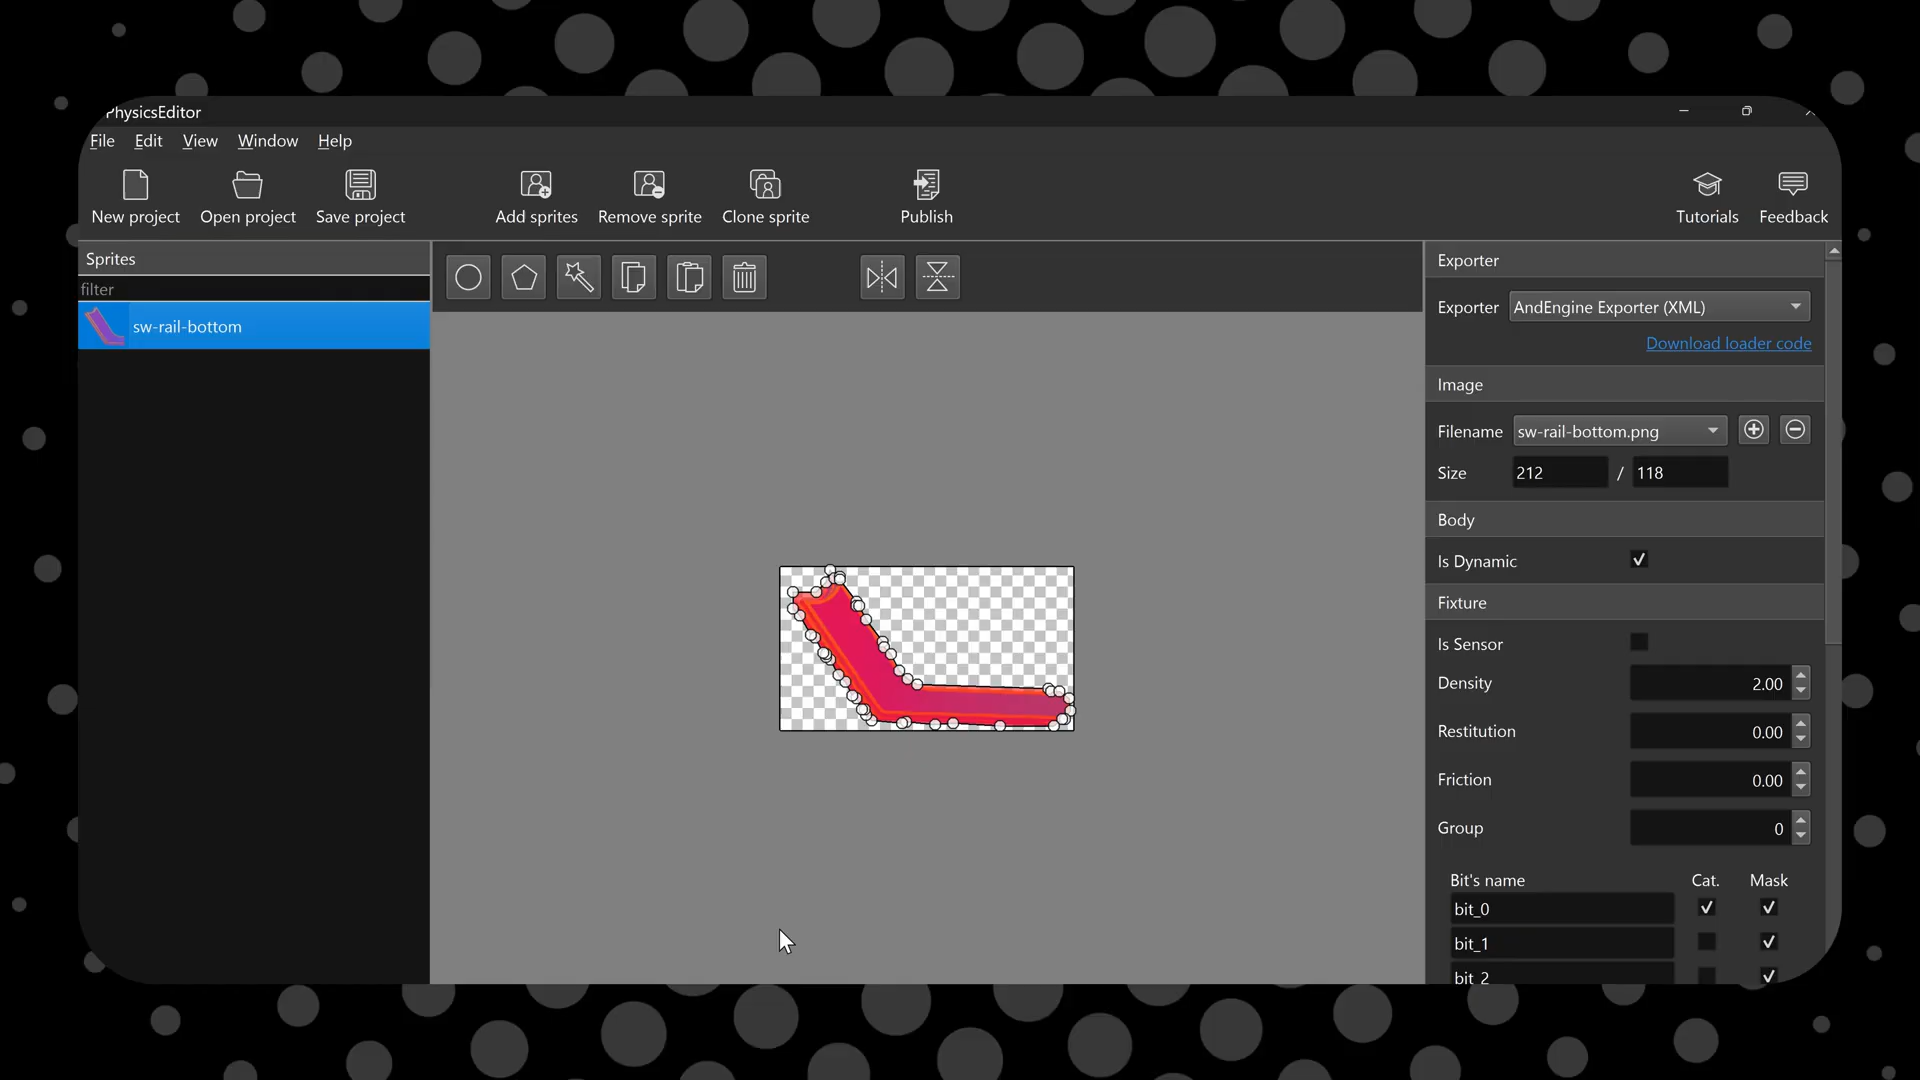 PhysicsEditor
File Edit View Window Help
New project Open project Save project Add sprites Remove sprite Clone sprite Publish Tutorials Feedback
Sprites
filter
sw-rail-bottom
Exporter
Exporter AndEngine Exporter (XML)
Download loader code
Image
Filename sw-rail-bottom.png
Size 212 / 118
Body
Is Dynamic
Fixture
Is Sensor
Density 2.00
Restitution 0.00
Friction 0.00
Group 0
Bit's name Cat. Mask
bit_0
bit_1
bit_2